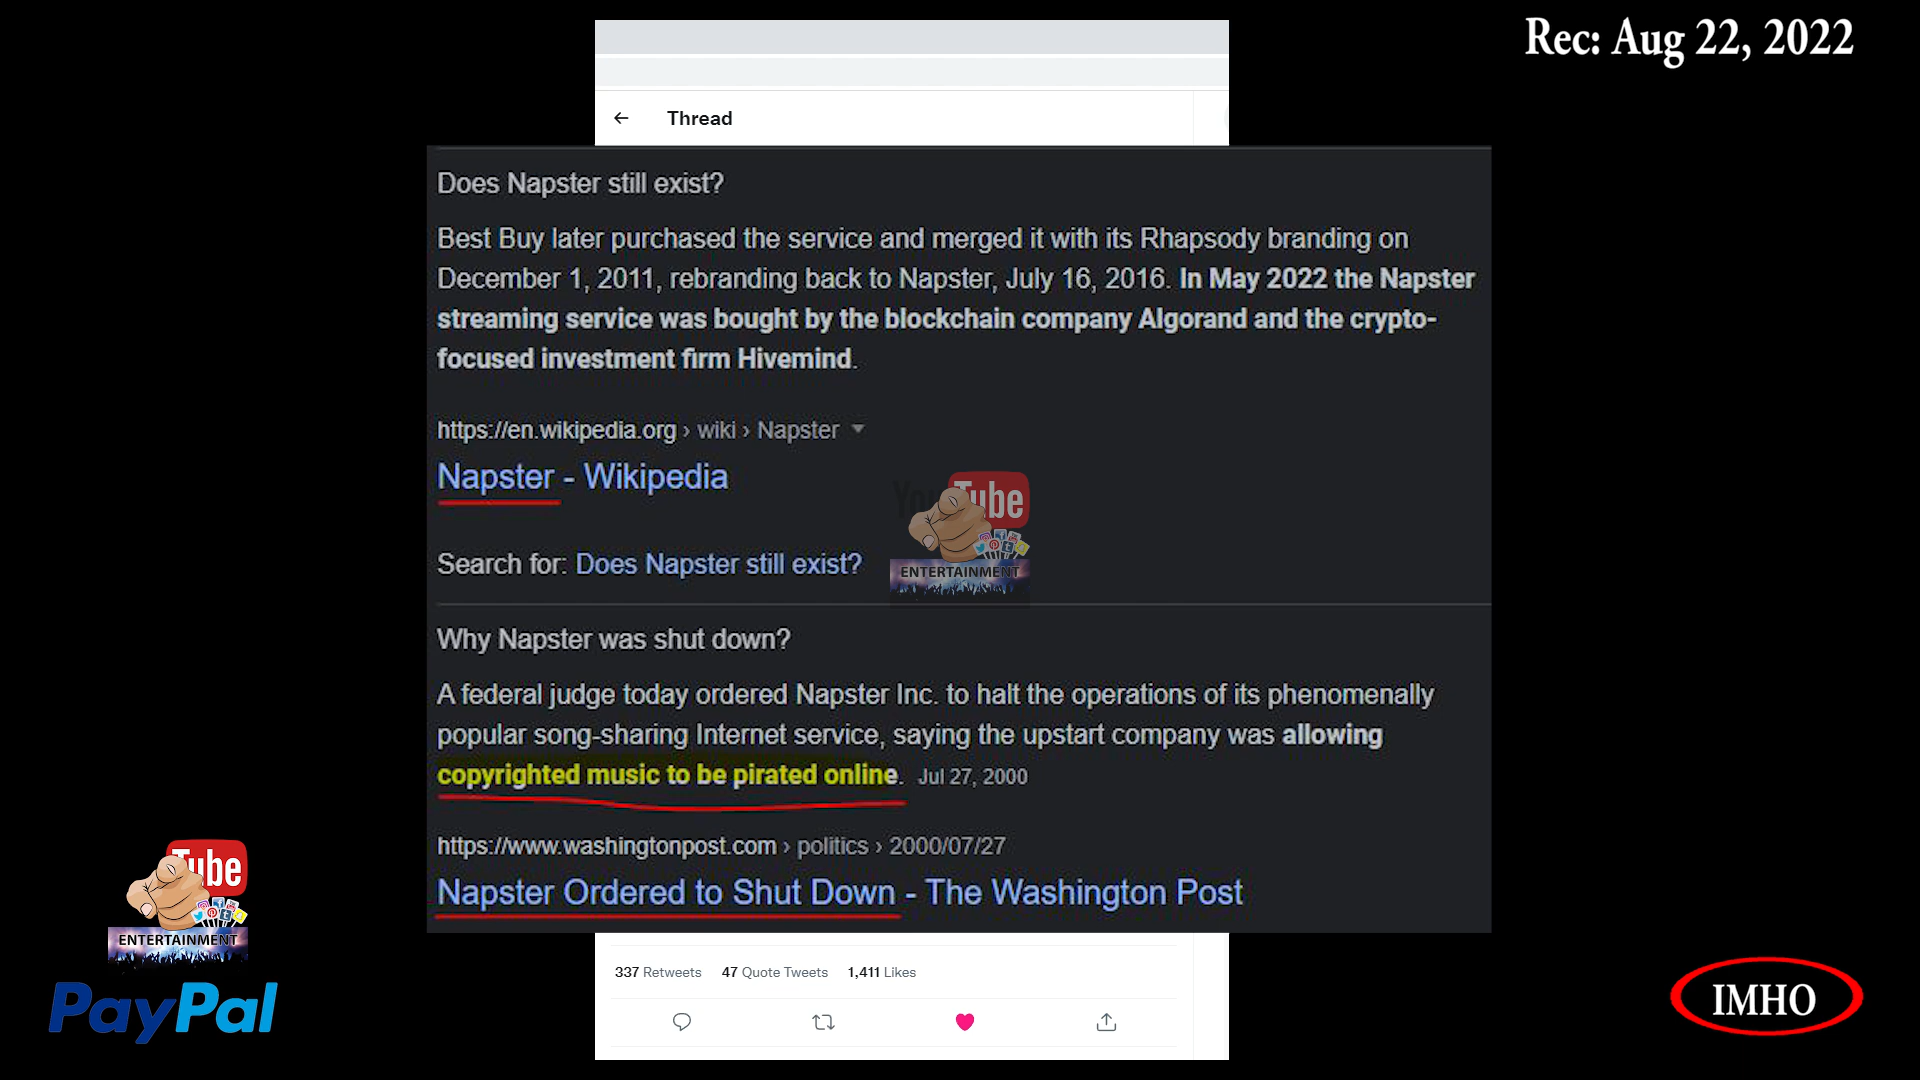 Rec: Aug 22, 2022
Thread
Does Napster still exist?
Best Buy later purchased the service and merged it with its Rhapsody branding on
December 1, 2011, rebranding back to Napster, July 16, 2016. In May 2022 the Napster
streaming service was bought by the blockchain company Algorand and the crypto-
focused investment firm Hivemind.
https://en.wikipedia.org › wiki › Napster
Napster - Wikipedia
YouTube
ENTERTAINMENT
Search for: Does Napster still exist?
Why Napster was shut down?
A federal judge today ordered Napster Inc. to halt the operations of its phenomenally
popular song-sharing Internet service, saying the upstart company was allowing
copyrighted music to be pirated online. Jul 27, 2000
https://www.washingtonpost.com › politics › 2000/07/27
Napster Ordered to Shut Down - The Washington Post
Tube
ENTERTAINMENT
PayPal
337 Retweets 47 Quote Tweets 1,411 Likes
IMHO